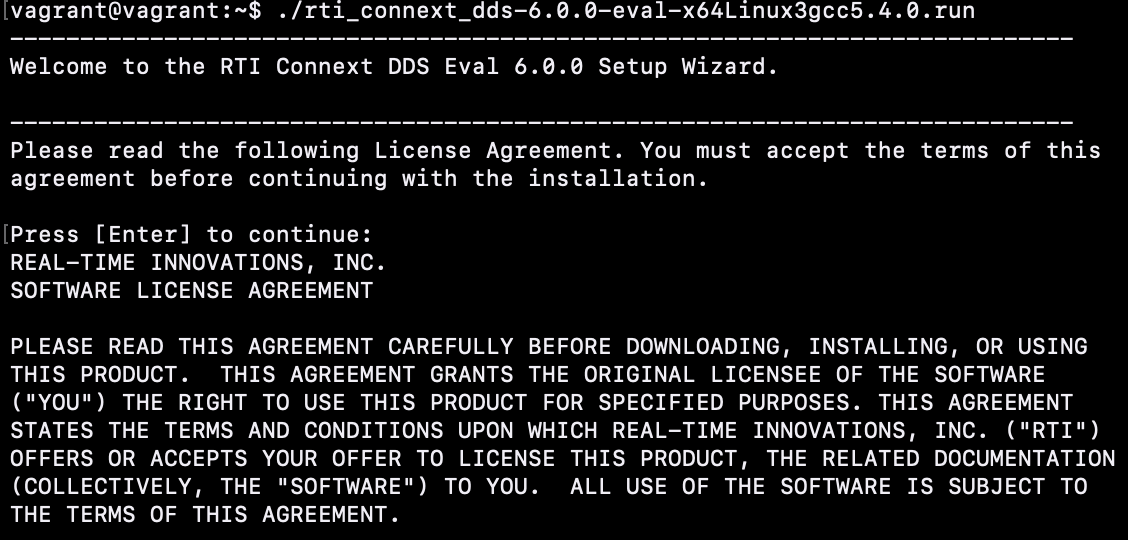 vagrant@vagrant:~$ ./rti_connext_dds-6.0.0-eval-x64Linux3gcc5.4.0.run
----------------------------------------------------------------------------
Welcome to the RTI Connext DDS Eval 6.0.0 Setup Wizard.
----------------------------------------------------------------------------
Please read the following License Agreement. You must accept the terms of this
agreement before continuing with the installation.
Press [Enter] to continue:
REAL-TIME INNOVATIONS, INC.
SOFTWARE LICENSE AGREEMENT
PLEASE READ THIS AGREEMENT CAREFULLY BEFORE DOWNLOADING, INSTALLING, OR USING
THIS PRODUCT.  THIS AGREEMENT GRANTS THE ORIGINAL LICENSEE OF THE SOFTWARE
("YOU") THE RIGHT TO USE THIS PRODUCT FOR SPECIFIED PURPOSES. THIS AGREEMENT
STATES THE TERMS AND CONDITIONS UPON WHICH REAL-TIME INNOVATIONS, INC. ("RTI")
OFFERS OR ACCEPTS YOUR OFFER TO LICENSE THIS PRODUCT, THE RELATED DOCUMENTATION
(COLLECTIVELY, THE "SOFTWARE") TO YOU.  ALL USE OF THE SOFTWARE IS SUBJECT TO
THE TERMS OF THIS AGREEMENT.